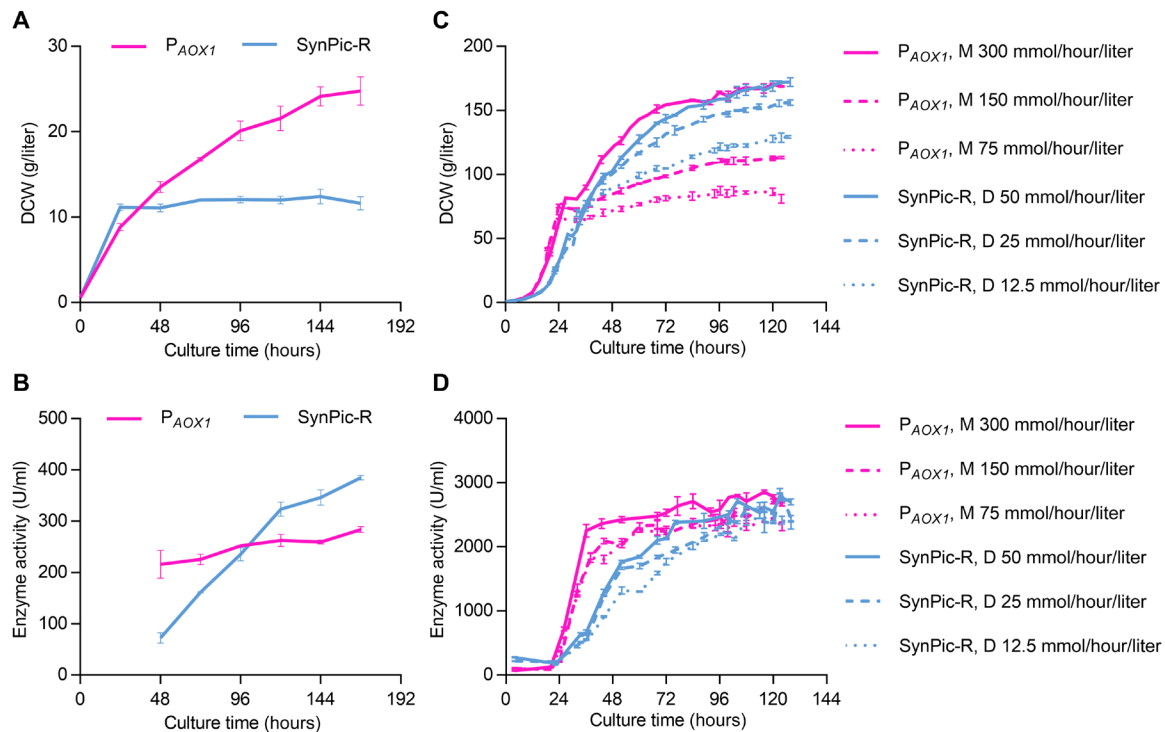 A
P_AOX1
SynPic-R
DCW (g/liter)
30
20
10
0
0 48 96 144 192
Culture time (hours)
B
P_AOX1
SynPic-R
Enzyme activity (U/ml)
500
400
300
200
100
0
0 48 96 144 192
Culture time (hours)
C
DCW (g/liter)
200
150
100
50
0
0 24 48 72 96 120 144
Culture time (hours)
P_AOX1, M 300 mmol/hour/liter
P_AOX1, M 150 mmol/hour/liter
P_AOX1, M 75 mmol/hour/liter
SynPic-R, D 50 mmol/hour/liter
SynPic-R, D 25 mmol/hour/liter
SynPic-R, D 12.5 mmol/hour/liter
D
Enzyme activity (U/ml)
4000
3000
2000
1000
0
0 24 48 72 96 120 144
Culture time (hours)
P_AOX1, M 300 mmol/hour/liter
P_AOX1, M 150 mmol/hour/liter
P_AOX1, M 75 mmol/hour/liter
SynPic-R, D 50 mmol/hour/liter
SynPic-R, D 25 mmol/hour/liter
SynPic-R, D 12.5 mmol/hour/liter